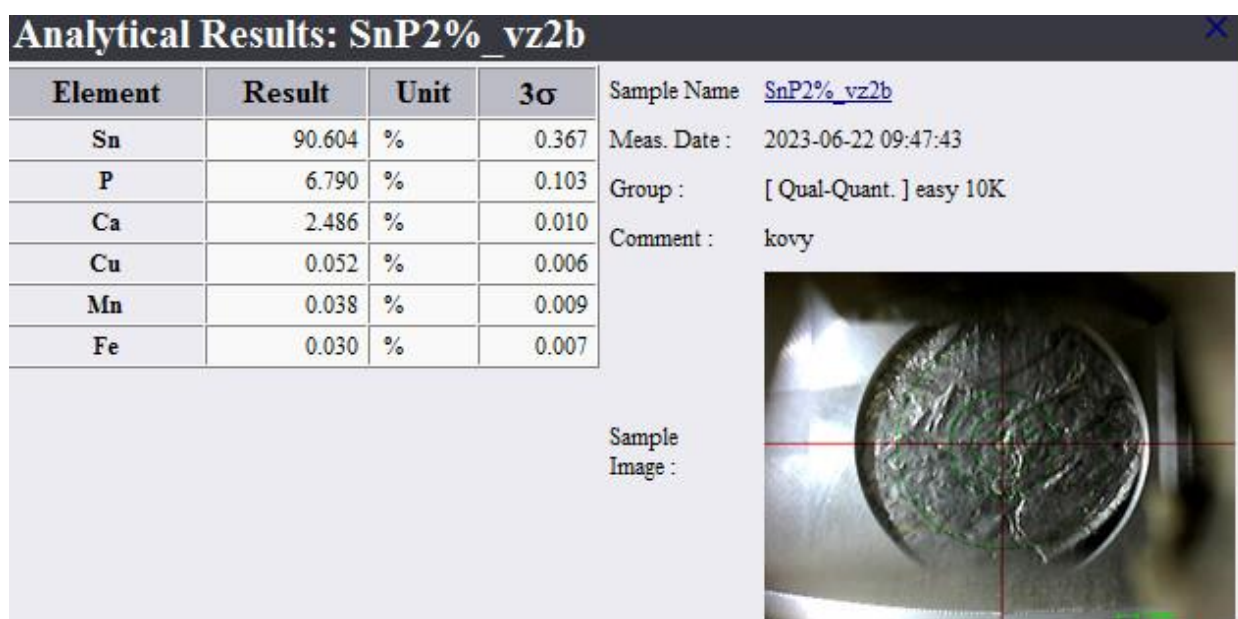 Analytical Results: SnP2%_vz2b
Element Result Unit 3σ
Sn 90.604 % 0.367
P 6.790 % 0.103
Ca 2.486 % 0.010
Cu 0.052 % 0.006
Mn 0.038 % 0.009
Fe 0.030 % 0.007
Sample Name SnP2%_vz2b
Meas. Date : 2023-06-22 09:47:43
Group : [ Qual-Quant. ] easy 10K
Comment : kovy
Sample
Image :